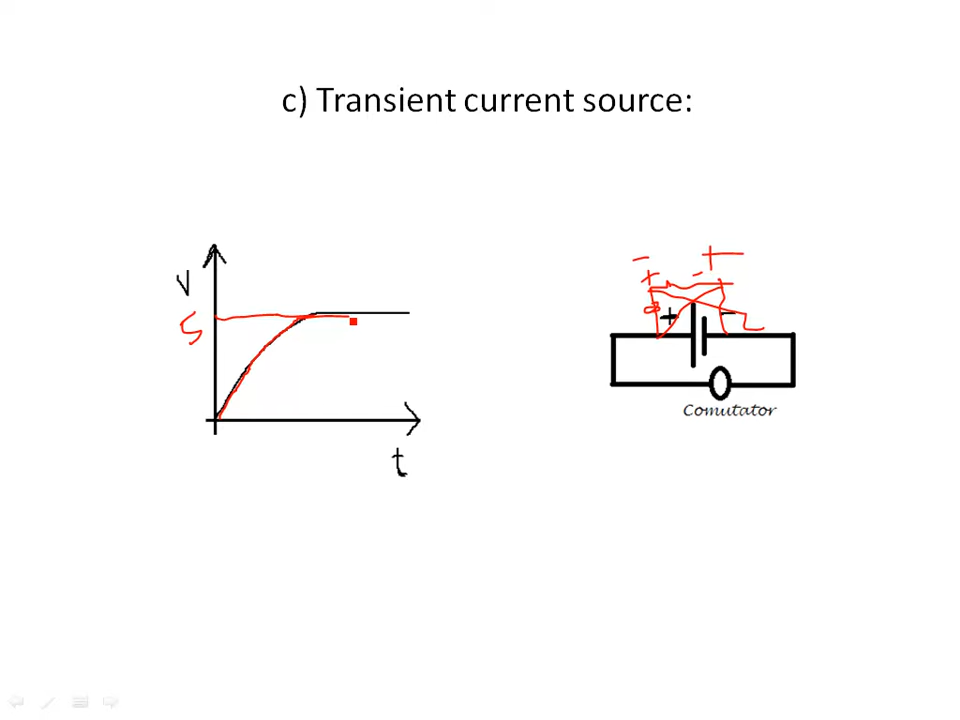 c) Transient current source:
V
5
t
- +
+ -
+ -
Comutator